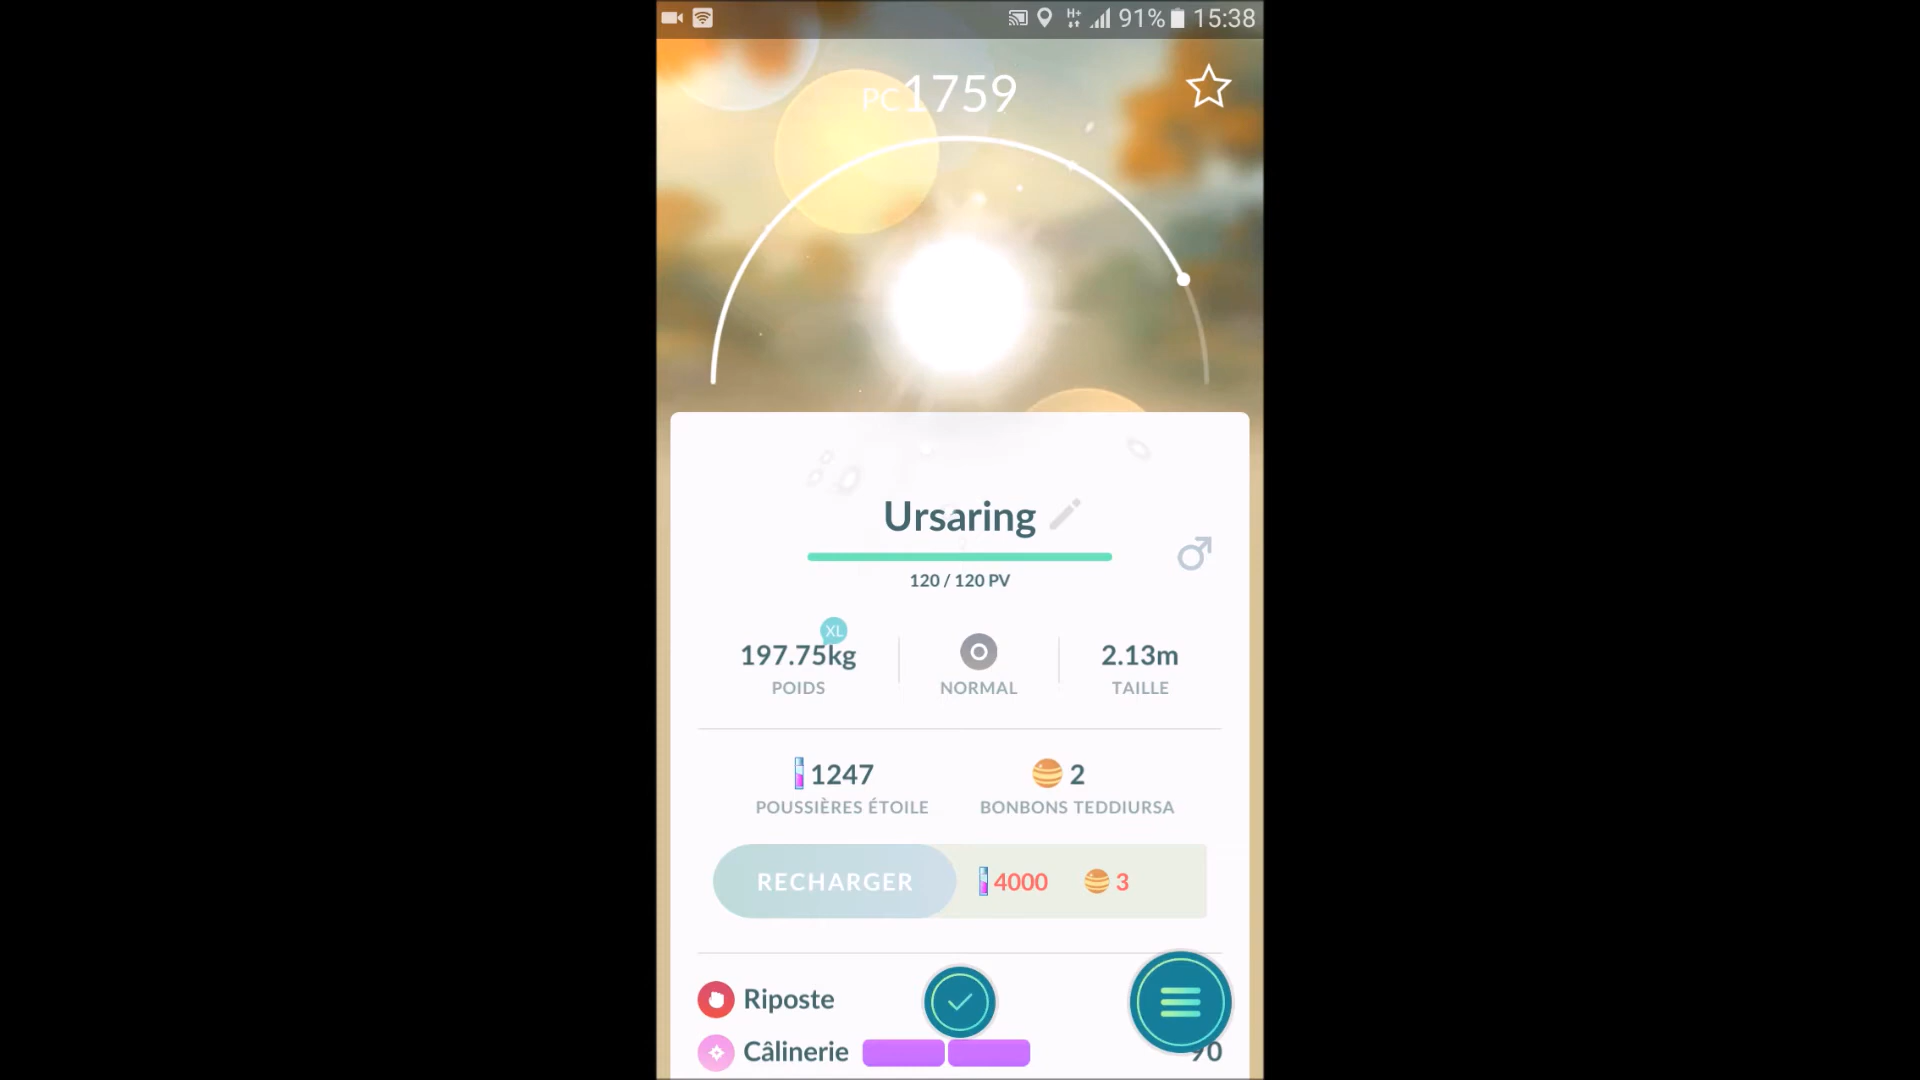 H+ 91% 15:38
PC1759
Ursaring
120 / 120 PV
XL
197.75kg 2.13m
POIDS NORMAL TAILLE
1247 2
POUSSIÈRES ÉTOILE BONBONS TEDDIURSA
RECHARGER 4000 3
Riposte
Câlinerie 90